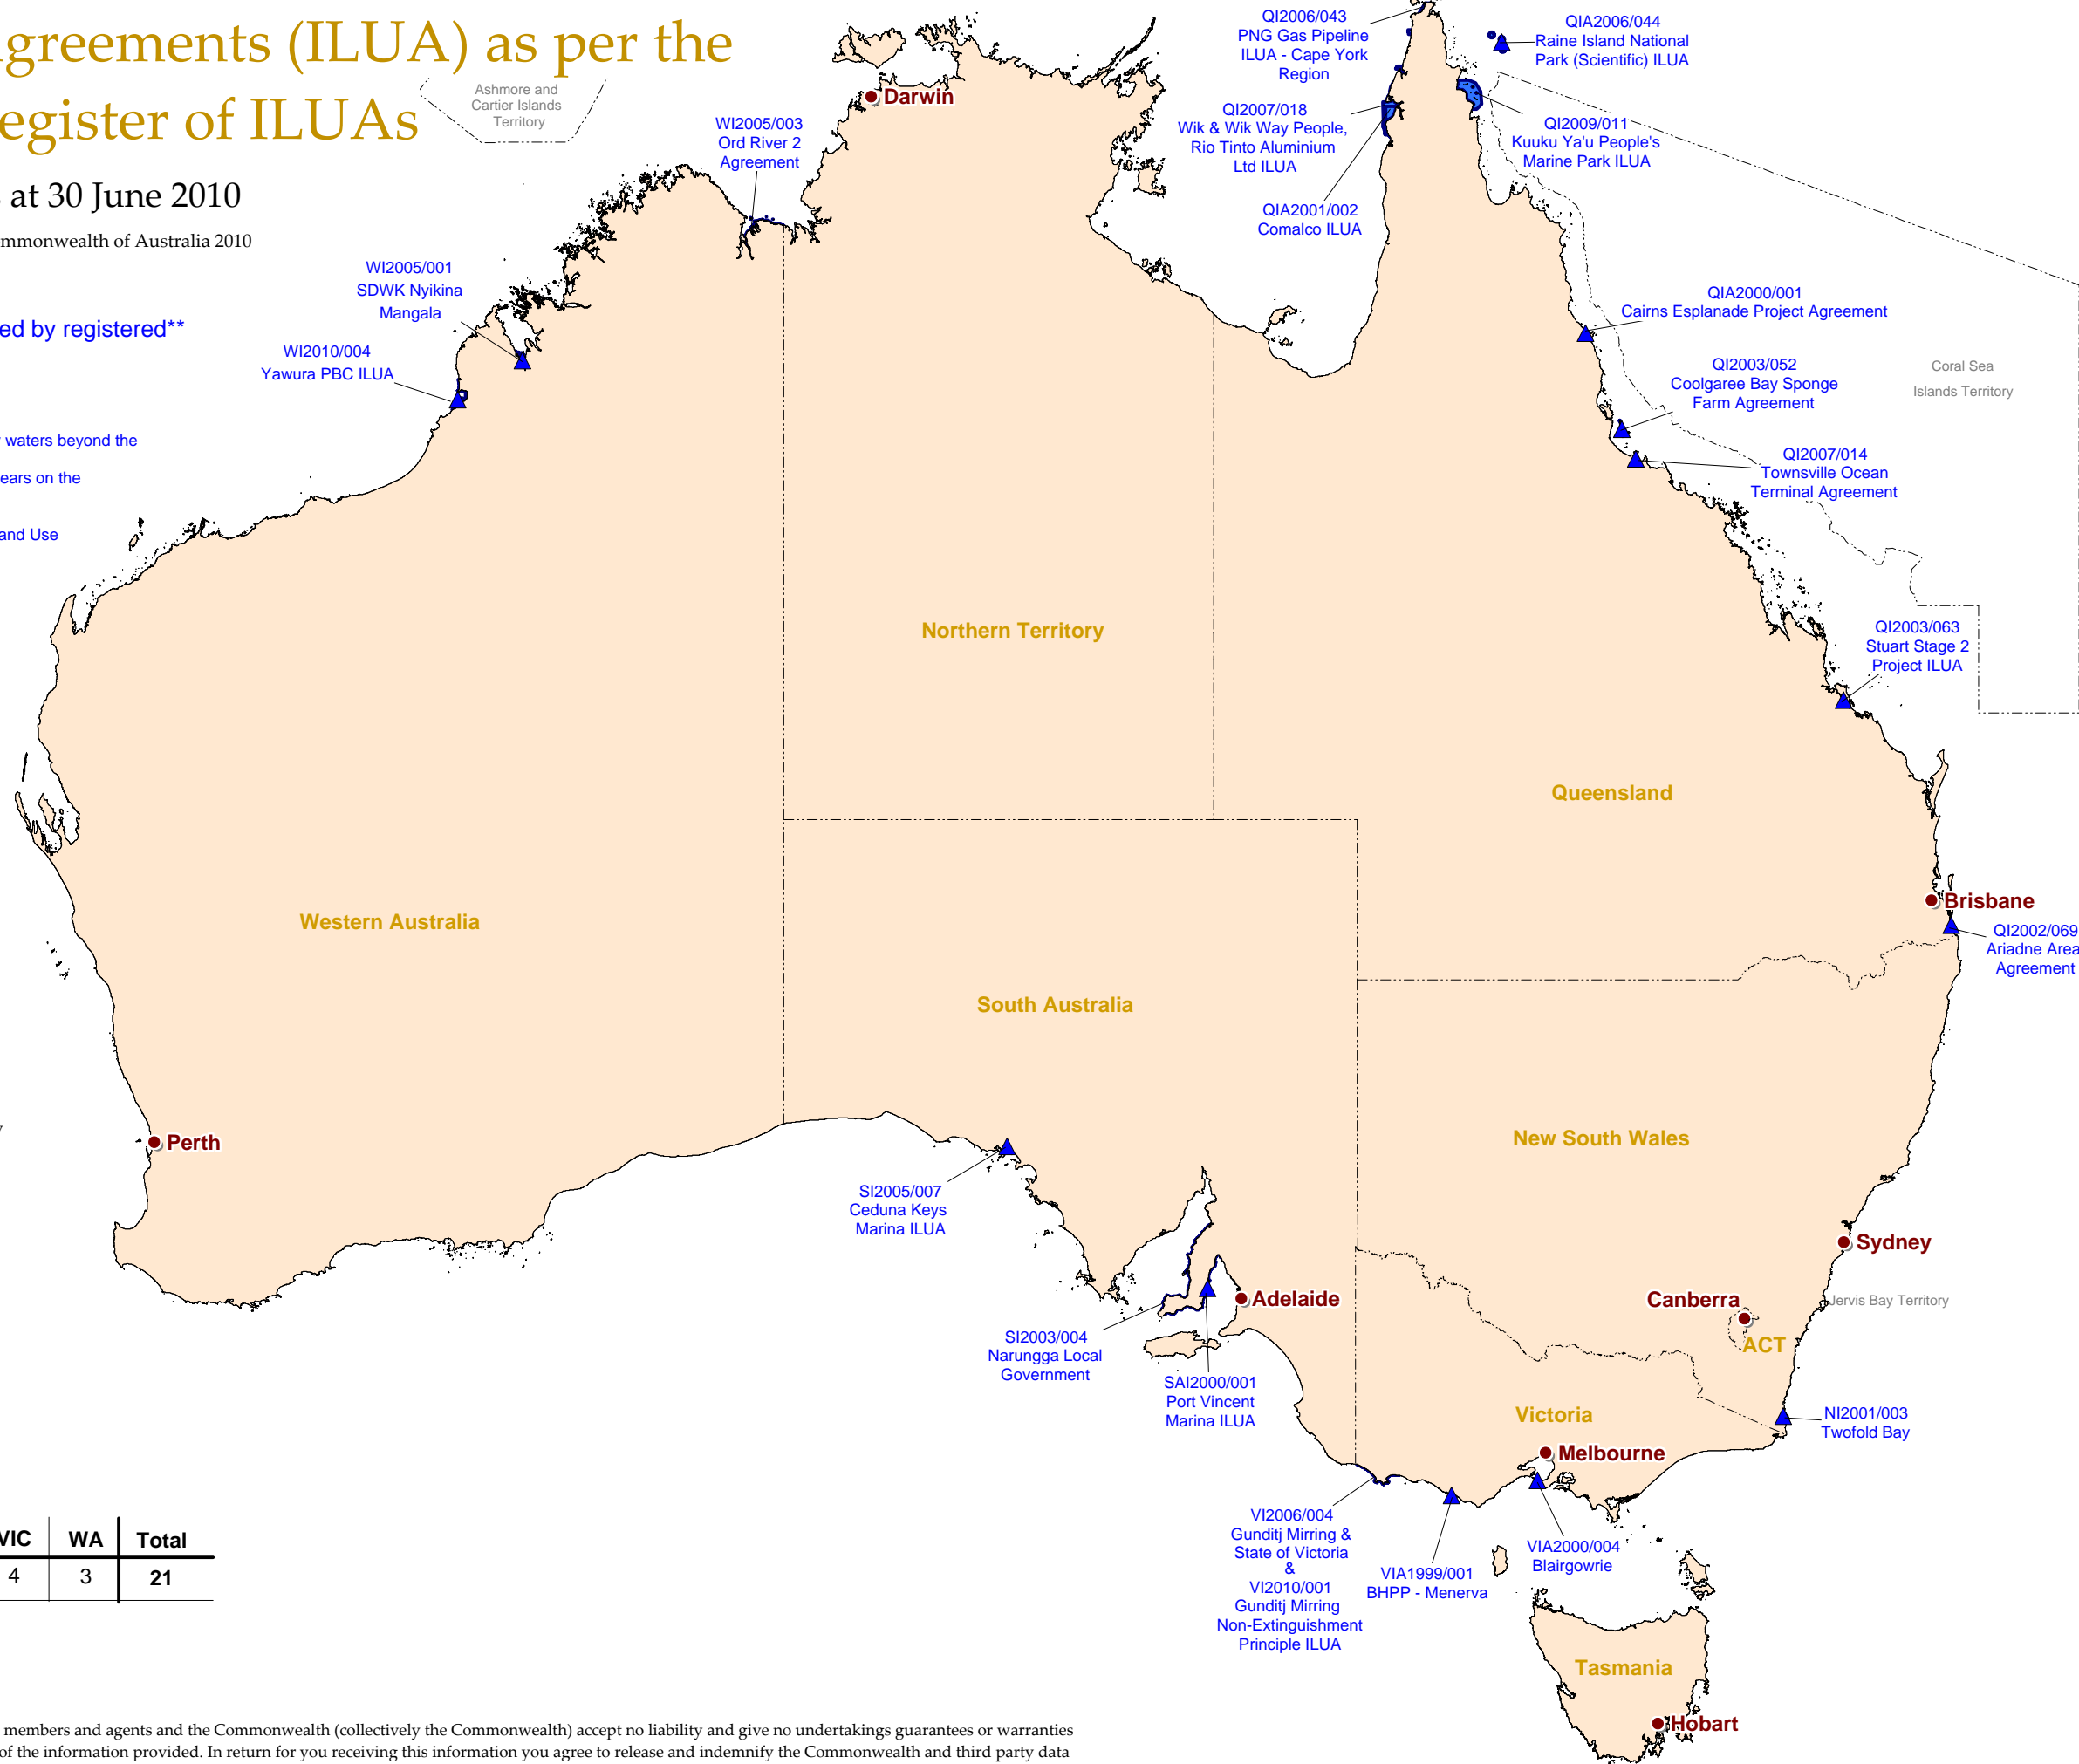 greements (ILUA) as per the
egister of ILUAs
at 30 June 2010
mmonwealth of Australia 2010
ed by registered**
waters beyond the
ears on the
and Use
Ashmore and
Cartier Islands
Territory
Darwin
WI2005/003
Ord River 2
Agreement
WI2005/001
SDWK Nyikina
Mangala
WI2010/004
Yawura PBC ILUA
QI2006/043
PNG Gas Pipeline
ILUA - Cape York
Region
QIA2006/044
Raine Island National
Park (Scientific) ILUA
QI2007/018
Wik & Wik Way People,
Rio Tinto Aluminium
Ltd ILUA
QI2009/011
Kuuku Ya'u People's
Marine Park ILUA
QIA2001/002
Comalco ILUA
QIA2000/001
Cairns Esplanade Project Agreement
QI2003/052
Coolgaree Bay Sponge
Farm Agreement
Coral Sea
Islands Territory
QI2007/014
Townsville Ocean
Terminal Agreement
QI2003/063
Stuart Stage 2
Project ILUA
Northern Territory
Queensland
Western Australia
South Australia
Brisbane
QI2002/069
Ariadne Area
Agreement
New South Wales
Perth
SI2005/007
Ceduna Keys
Marina ILUA
Sydney
Adelaide
Canberra
Jervis Bay Territory
ACT
SI2003/004
Narungga Local
Government
SAI2000/001
Port Vincent
Marina ILUA
Victoria
NI2001/003
Twofold Bay
Melbourne
VI2006/004
Gunditj Mirring &
State of Victoria
&
VI2010/001
Gunditj Mirring
Non-Extinguishment
Principle ILUA
VIA1999/001
BHPP - Menerva
VIA2000/004
Blairgowrie
VIC WA Total
4 3 21
Tasmania
Hobart
members and agents and the Commonwealth (collectively the Commonwealth) accept no liability and give no undertakings guarantees or warranties
of the information provided. In return for you receiving this information you agree to release and indemnify the Commonwealth and third party data